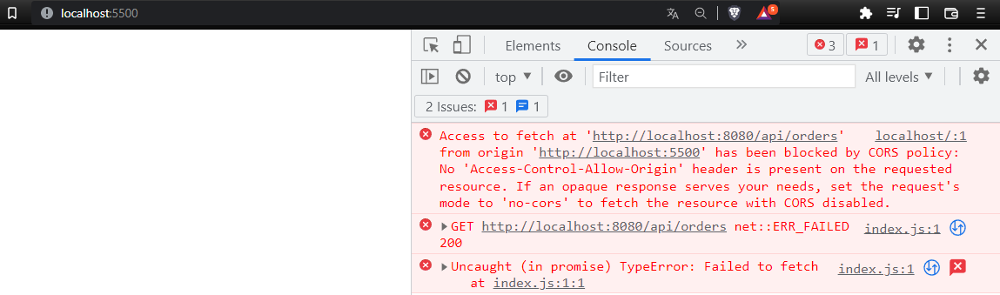 localhost:5500
5
Elements Console Sources
3 1
top Filter All levels
2 Issues: 1 1
Access to fetch at 'http://localhost:8080/api/orders' localhost/:1
from origin 'http://localhost:5500' has been blocked by CORS policy:
No 'Access-Control-Allow-Origin' header is present on the requested
resource. If an opaque response serves your needs, set the request's
mode to 'no-cors' to fetch the resource with CORS disabled.
GET http://localhost:8080/api/orders net::ERR_FAILED index.js:1
200
Uncaught (in promise) TypeError: Failed to fetch index.js:1
at index.js:1:1